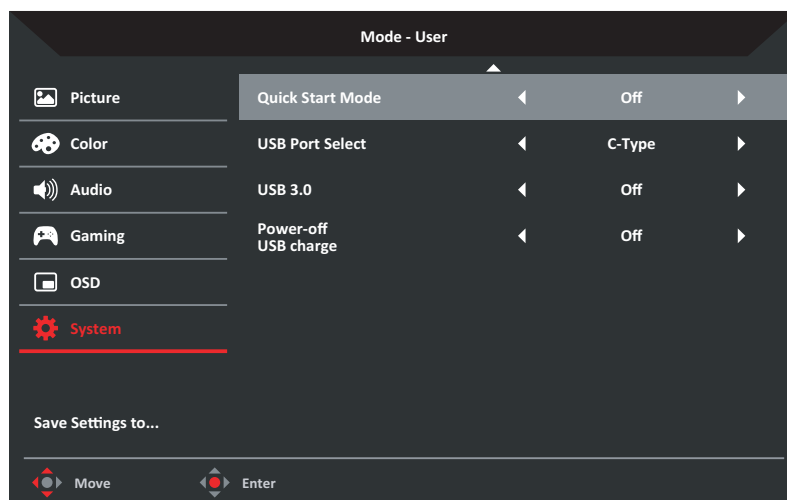 Mode - User
Picture
Quick Start Mode Off
Color
USB Port Select C-Type
Audio
USB 3.0 Off
Gaming
Power-off
USB charge Off
OSD
System
Save Settings to...
Move Enter